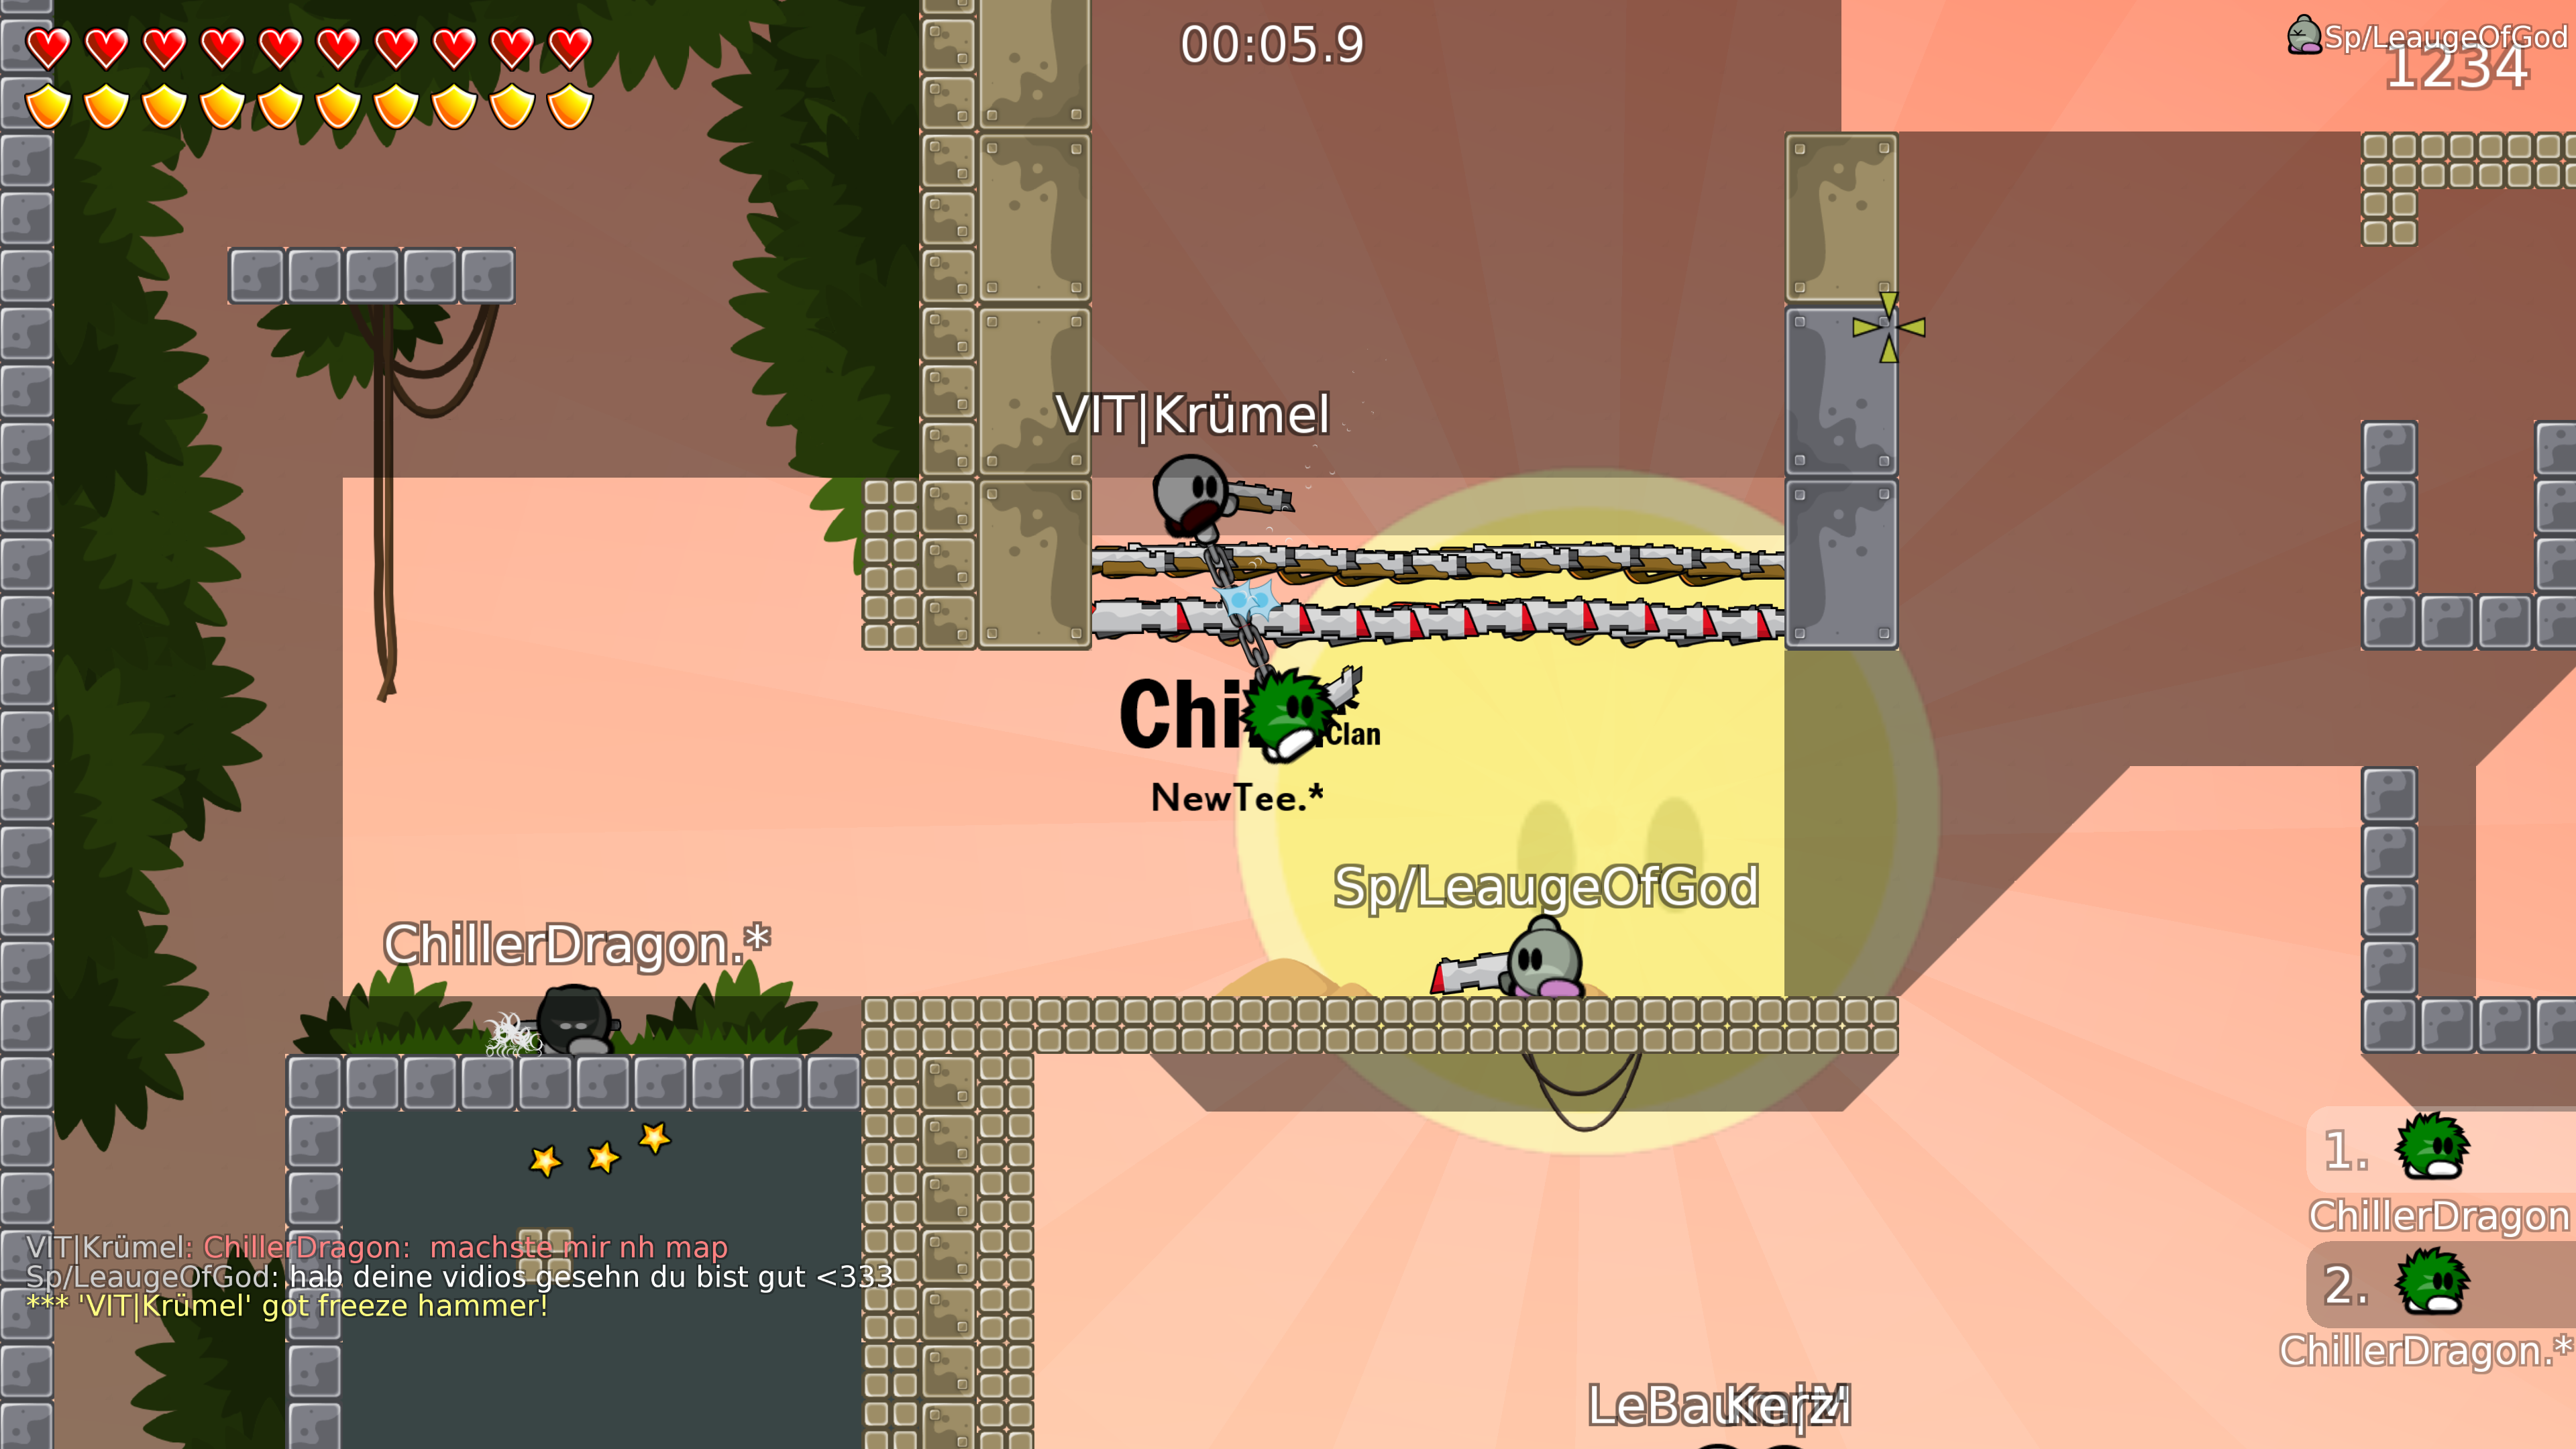 00:05.9
Sp/LeaugeOfGod
1234
VIT|Krümel
Clan
NewTee.*
Sp/LeaugeOfGod
ChillerDragon.*
1.
ChillerDragon
VIT|Krümel: ChillerDragon: machste mir nh map
Sp/LeaugeOfGod: hab deine vidios gesehn du bist gut <333
*** 'VIT|Krümel' got freeze hammer!
2.
ChillerDragon.*